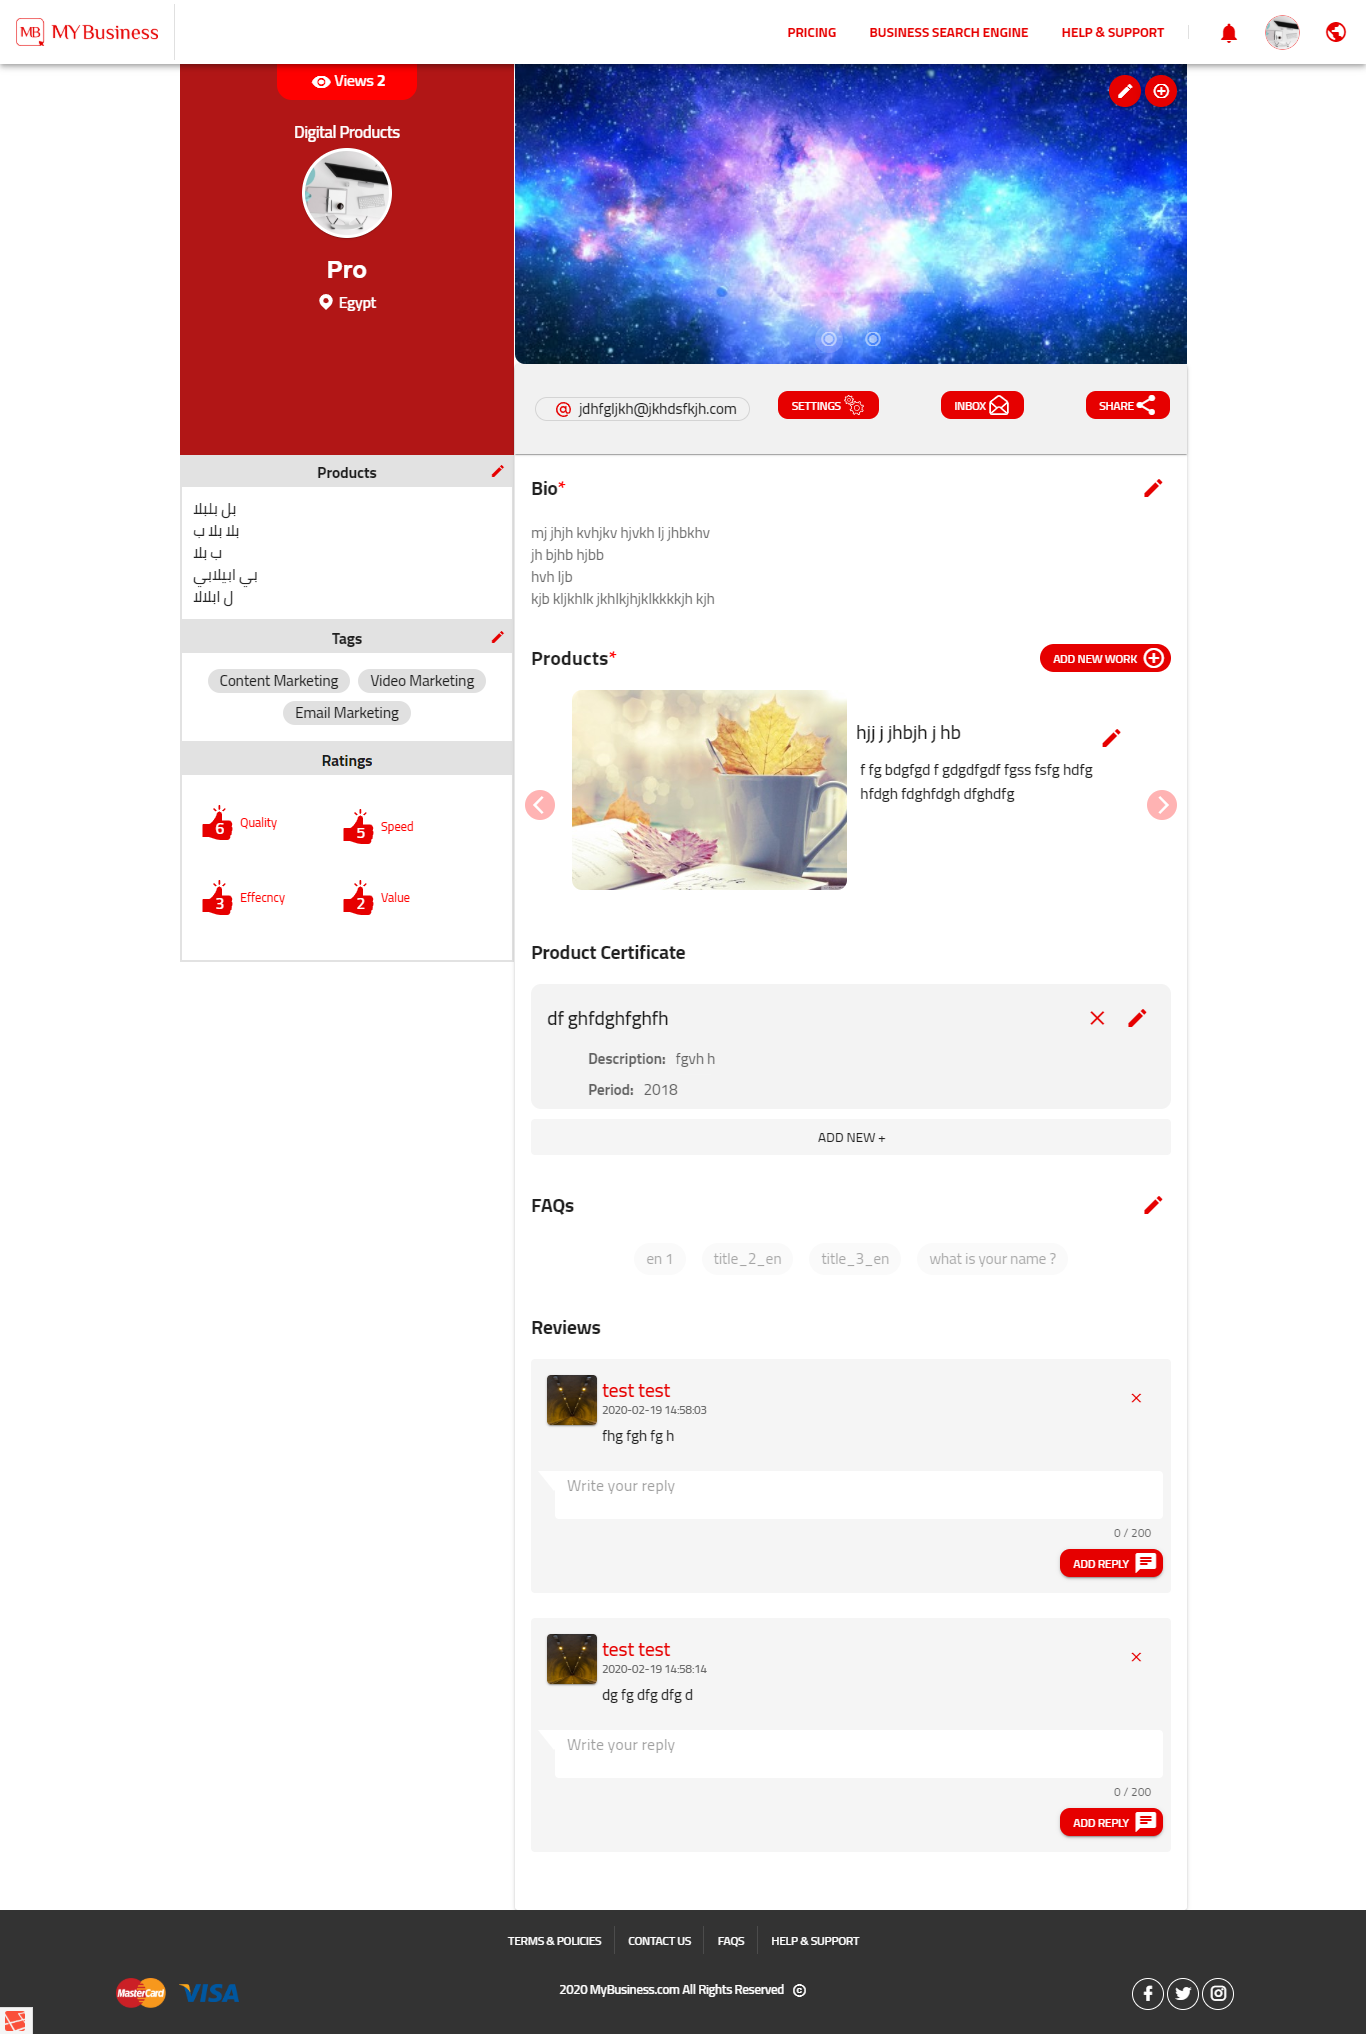 MB MYBusiness
PRICING
BUSINESS SEARCH ENGINE
HELP & SUPPORT
Views 2
Digital Products
Pro
Egypt
jdhfgljkh@jkhdsfkjh.com
SETTINGS
INBOX
SHARE
Products
بل بلبلا
بلا بلا ب
ب بلا
بي ابيلابي
ل ابلالا
Tags
Content Marketing
Video Marketing
Email Marketing
Ratings
6 Quality
5 Speed
3 Effecncy
2 Value
Bio*
mj jhjh kvhjkv hjvkh lj jhbkhv
jh bjhb hjbb
hvh ljb
kjb kljkhlk jkhlkjhjklkkkkjh kjh
Products*
ADD NEW WORK
hjj j jhbjh j hb
f fg bdgfgd f gdgdfgdf fgss fsfg hdfg
hfdgh fdghfdgh dfghdfg
Product Certificate
df ghfdghfghfh
Description: fgvh h
Period: 2018
ADD NEW +
FAQs
en 1
title_2_en
title_3_en
what is your name ?
Reviews
test test
2020-02-19 14:58:03
fhg fgh fg h
Write your reply
0 / 200
ADD REPLY
test test
2020-02-19 14:58:14
dg fg dfg dfg d
Write your reply
0 / 200
ADD REPLY
TERMS & POLICIES
CONTACT US
FAQS
HELP & SUPPORT
MasterCard
VISA
2020 MyBusiness.com All Rights Reserved ©